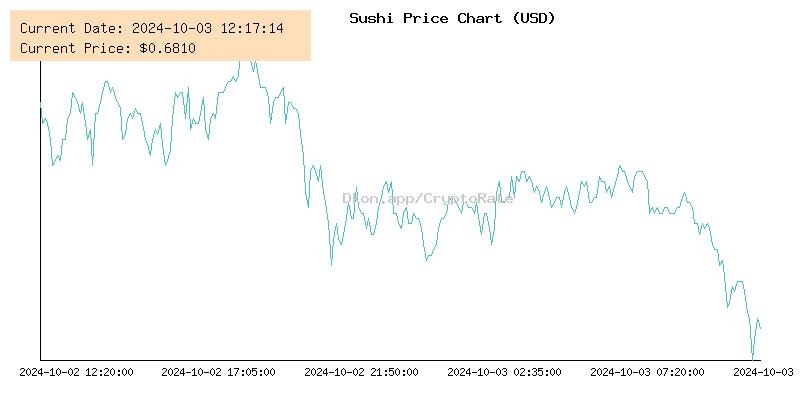 Sushi Price Chart (USD)
Current Date: 2024-10-03 12:17:14
Current Price: $0.6810
Dlon.app/CryptoRate
2024-10-02 12:20:00
2024-10-02 17:05:00
2024-10-02 21:50:00
2024-10-03 02:35:00
2024-10-03 07:20:00
2024-10-03